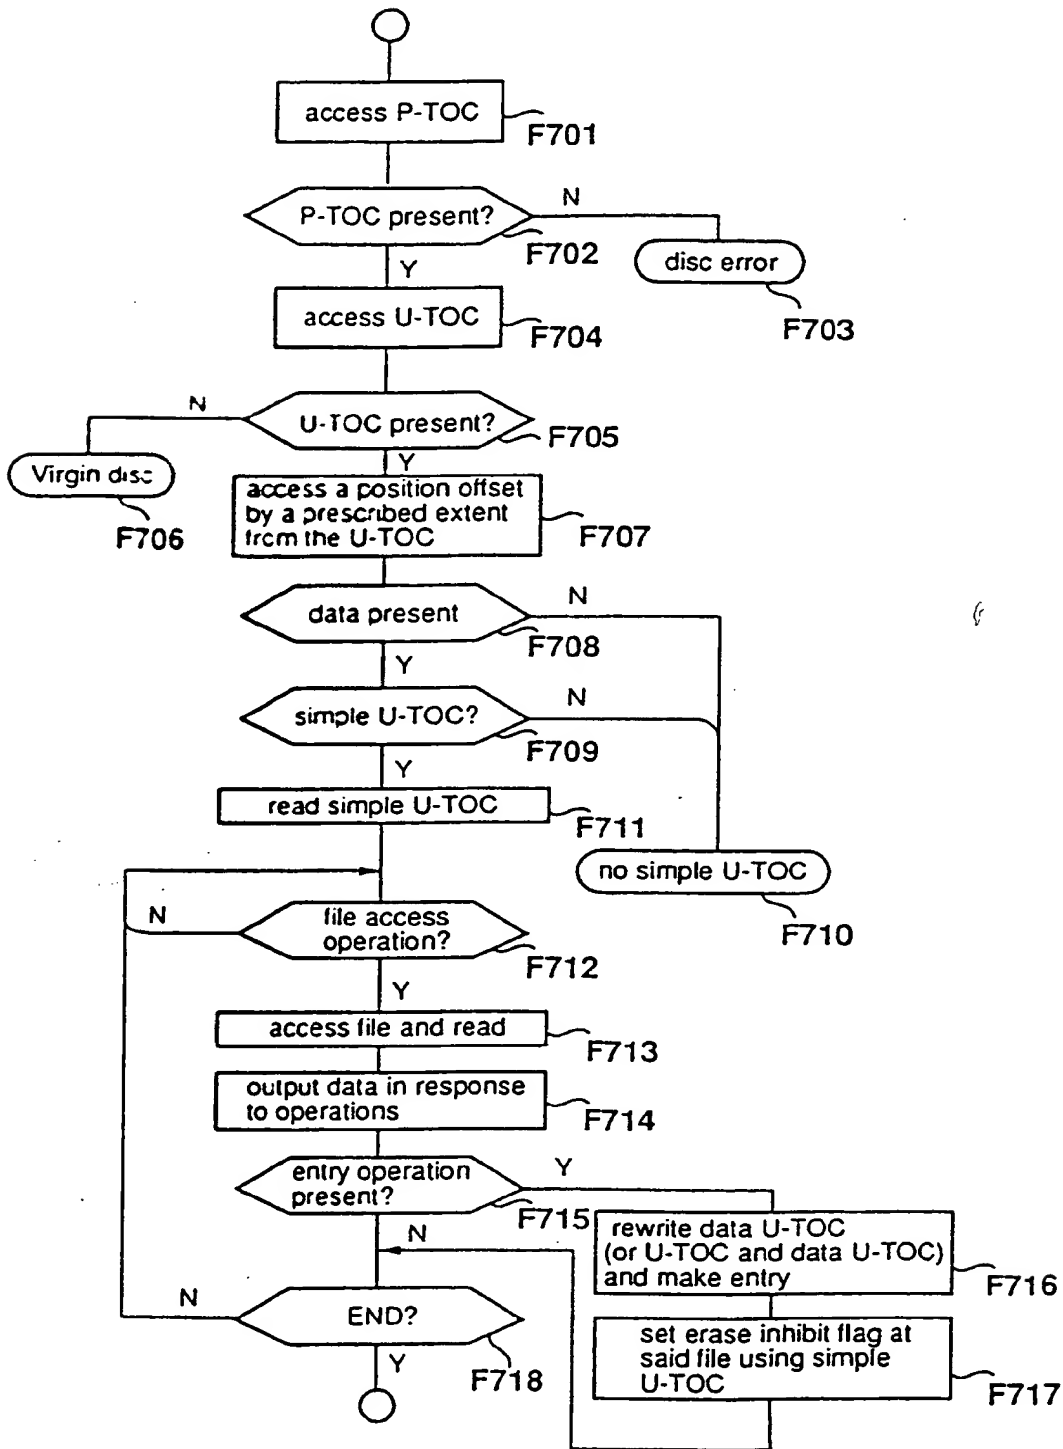 access P-TOC
F701
P-TOC present?
N
F702
Y
disc error
F703
access U-TOC
F704
N
U-TOC present?
F705
Y
Virgin disc
F706
access a position offset
by a prescribed extent
from the U-TOC
F707
data present
N
F708
Y
simple U-TOC?
N
F709
Y
read simple U-TOC
F711
no simple U-TOC
F710
N
file access
operation?
F712
Y
access file and read
F713
output data in response
to operations
F714
entry operation
present?
Y
F715
N
rewrite data U-TOC
(or U-TOC and data U-TOC)
and make entry
F716
N
END?
F718
Y
set erase inhibit flag at
said file using simple
U-TOC
F717